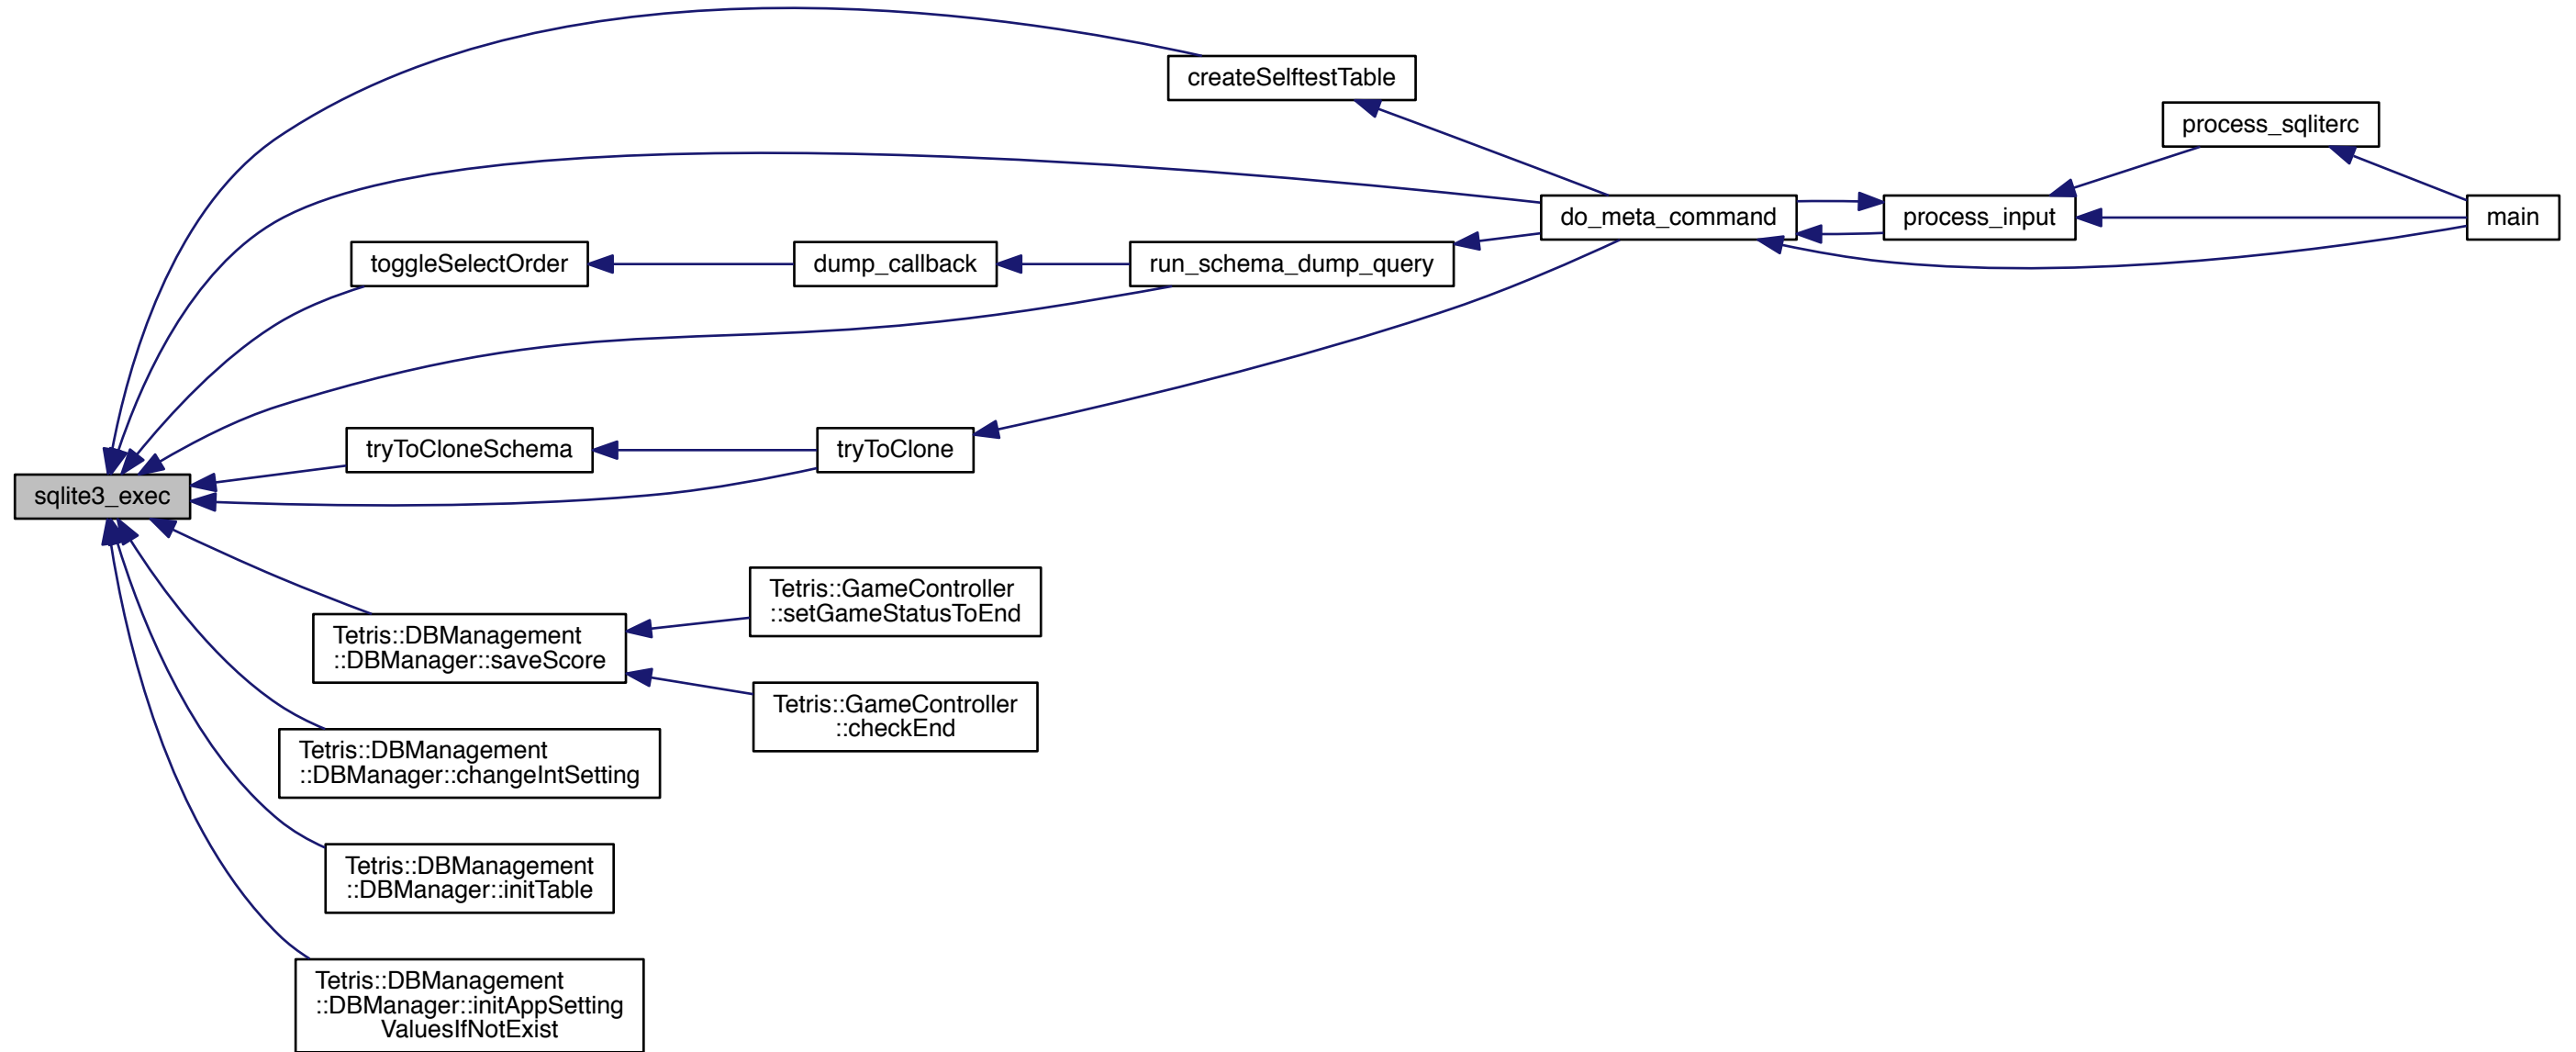 createSelftestTable
process_sqliterc
do_meta_command
process_input
main
toggleSelectOrder
dump_callback
run_schema_dump_query
tryToCloneSchema
tryToClone
sqlite3_exec
Tetris::GameController
::setGameStatusToEnd
Tetris::DBManagement
::DBManager::saveScore
Tetris::GameController
::checkEnd
Tetris::DBManagement
::DBManager::changeIntSetting
Tetris::DBManagement
::DBManager::initTable
Tetris::DBManagement
::DBManager::initAppSetting
ValuesIfNotExist